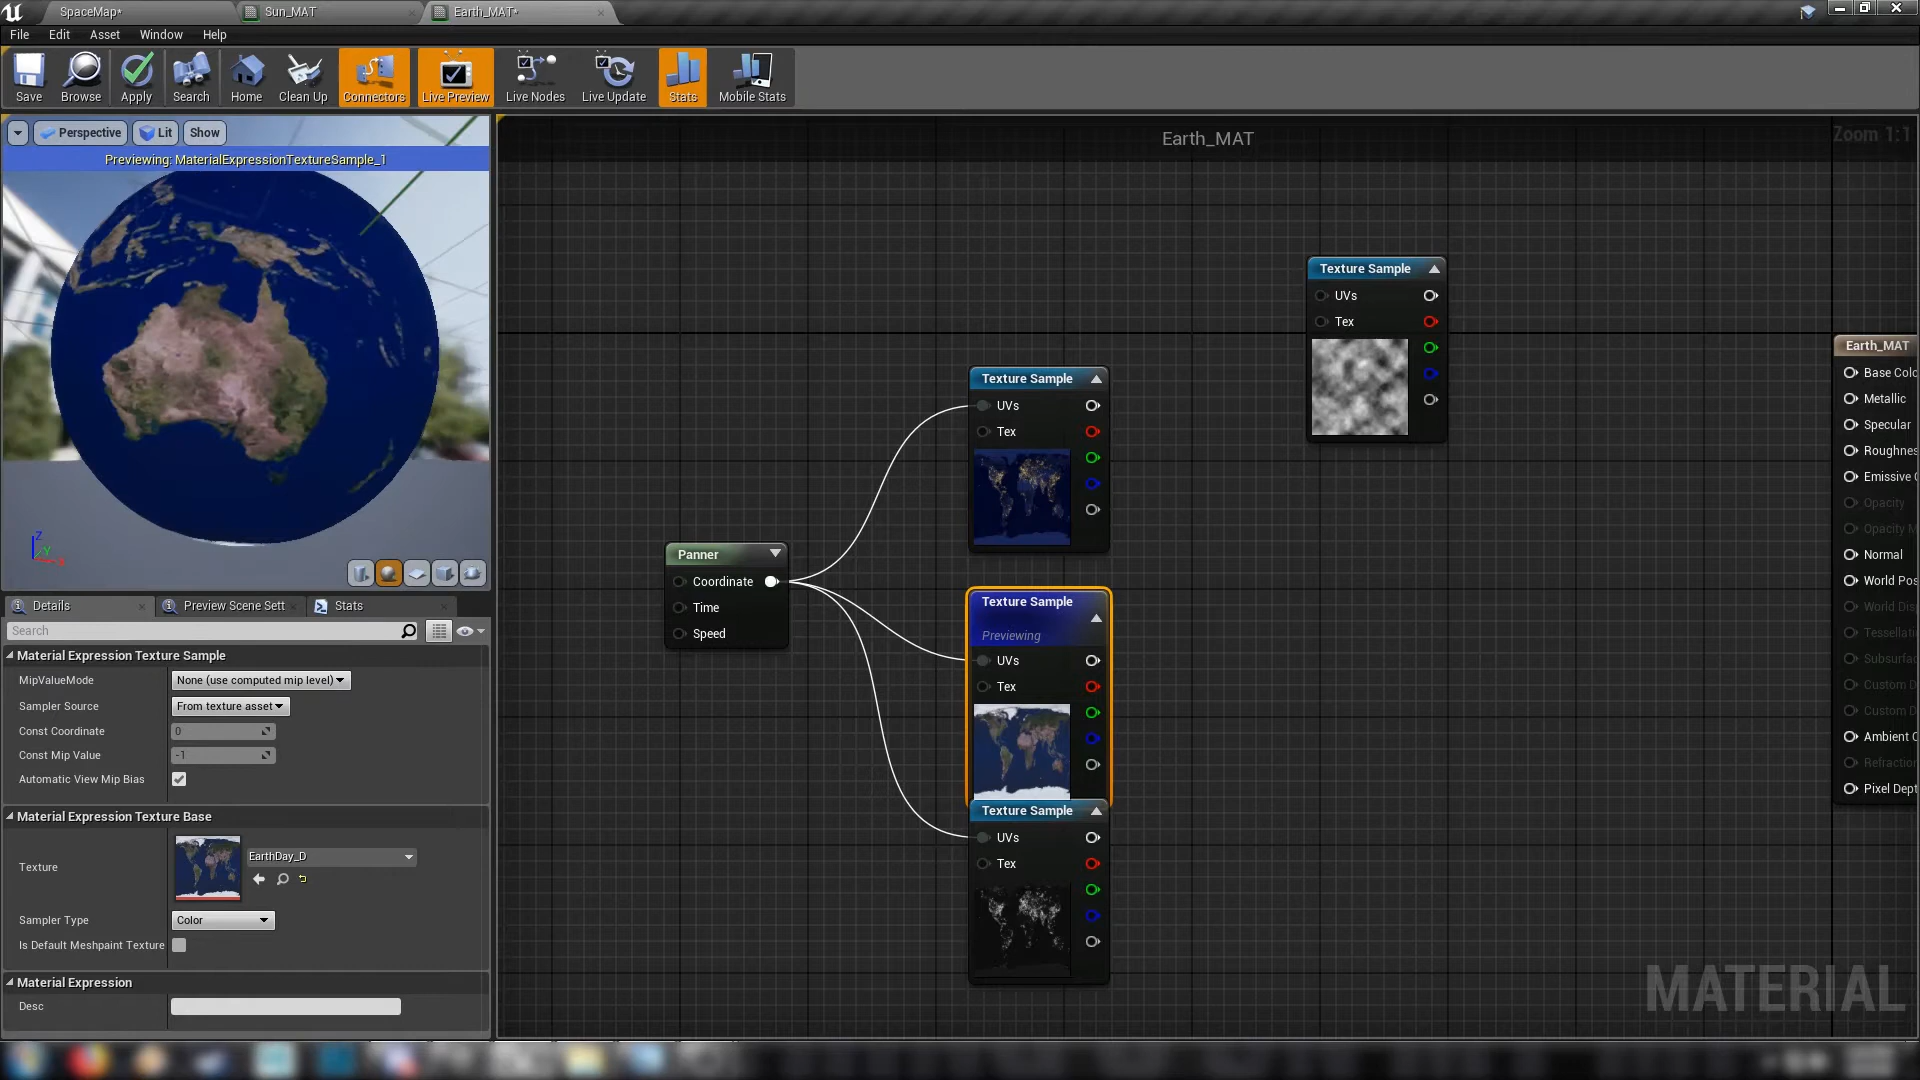 SpaceMap*
Sun_MAT
Earth_MAT*
File
Edit
Asset
Window
Help
Save
Browse
Apply
Search
Home
Clean Up
Connectors
Live Preview
Live Nodes
Live Update
Stats
Mobile Stats
Perspective
Lit
Show
Previewing: MaterialExpressionTextureSample_1
Z
Y
Earth_MAT
Zoom 1:1
Texture Sample
UVs
Tex
Texture Sample
UVs
Tex
Panner
Coordinate
Time
Speed
Texture Sample
Previewing
UVs
Tex
Texture Sample
UVs
Tex
Earth_MAT
Base Colo
Metallic
Specular
Roughnes
Emissive C
Opacity
Opacity M
Normal
World Pos
World Disp
Tessellati
Subsurfac
Custom D
Custom D
Ambient O
Refraction
Pixel Dept
MATERIAL
Details
Preview Scene Sett
Stats
Search
Material Expression Texture Sample
MipValueMode
None (use computed mip level)
Sampler Source
From texture asset
Const Coordinate
0
Const Mip Value
-1
Automatic View Mip Bias
Material Expression Texture Base
Texture
EarthDay_D
Sampler Type
Color
Is Default Meshpaint Texture
Material Expression
Desc